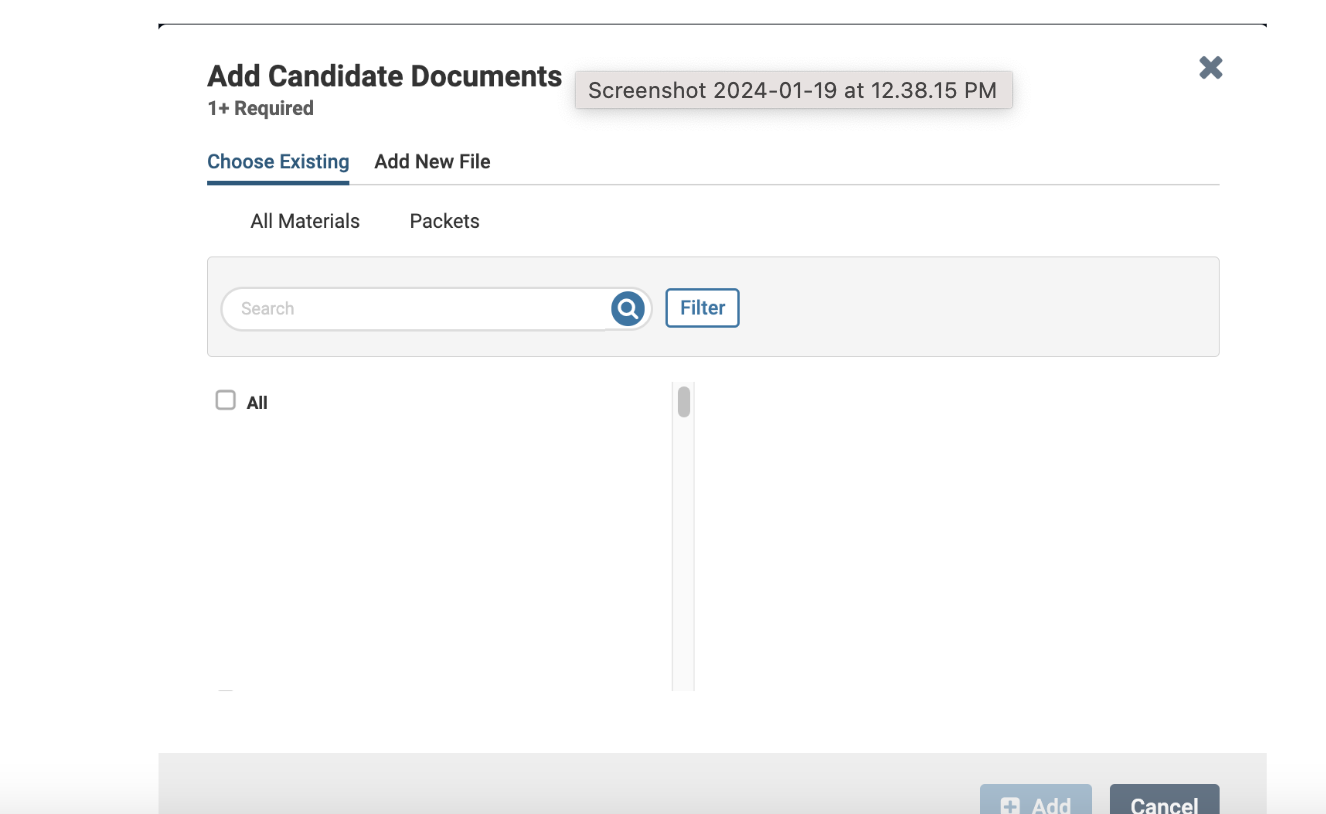 Add Candidate Documents
Screenshot 2024-01-19 at 12.38.15 PM
1+ Required
Choose Existing
Add New File
All Materials
Packets
Search
Filter
All
Add
Cancel